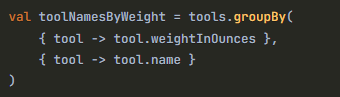 val toolNamesByWeight = tools.groupBy(
    { tool -> tool.weightInOunces },
    { tool -> tool.name }
)